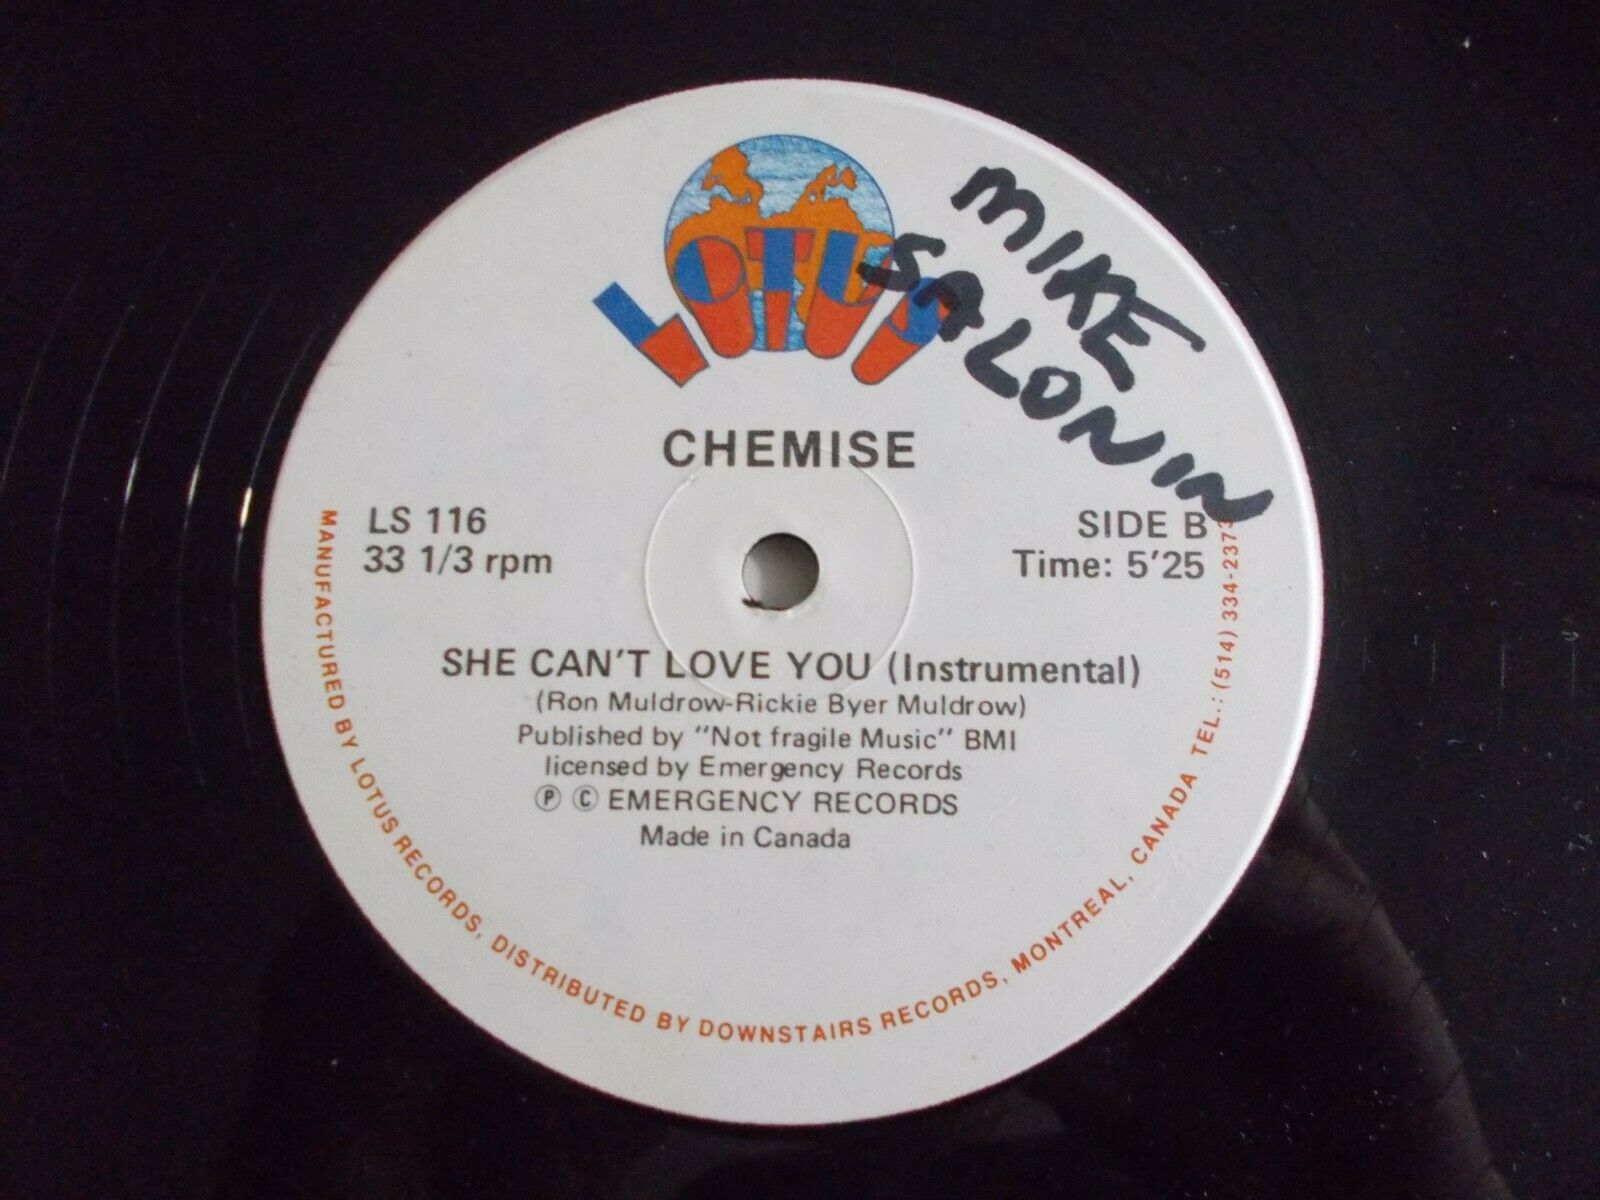 LOTUS
MIKE
SALONIN
CHEMISE
LS 116
33 1/3 rpm
SIDE B
Time: 5'25
SHE CAN'T LOVE YOU (Instrumental)
(Ron Muldrow-Rickie Byer Muldrow)
Published by "Not fragile Music" BMI
licensed by Emergency Records
Ⓟ © EMERGENCY RECORDS
Made in Canada
MANUFACTURED BY LOTUS RECORDS, DISTRIBUTED BY DOWNSTAIRS RECORDS, MONTREAL, CANADA TEL.: (514) 334-2373